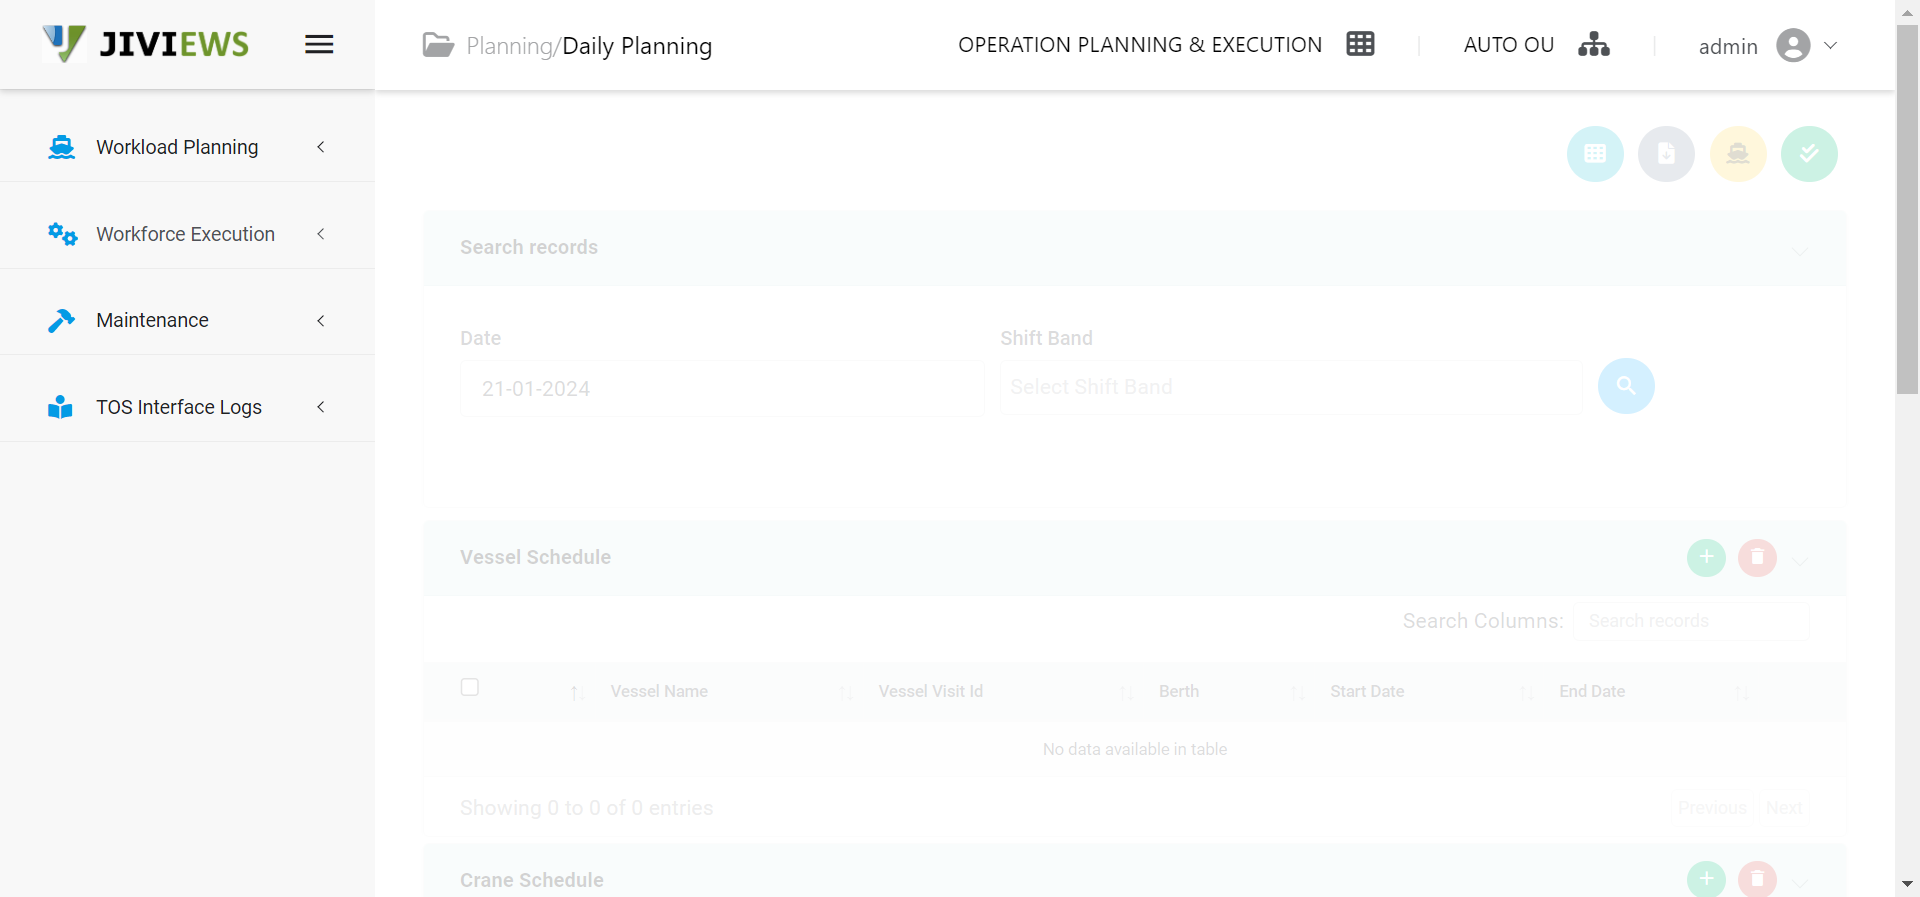 JIVIEWS
Planning/Daily Planning
OPERATION PLANNING & EXECUTION
AUTO OU
admin
Workload Planning
Workforce Execution
Maintenance
TOS Interface Logs
Search records
Date
Shift Band
21-01-2024
Select Shift Band
Vessel Schedule
Search Columns: Search records
Vessel Name Vessel Visit Id Berth Start Date End Date
No data available in table
Showing 0 to 0 of 0 entries
Previous Next
Crane Schedule